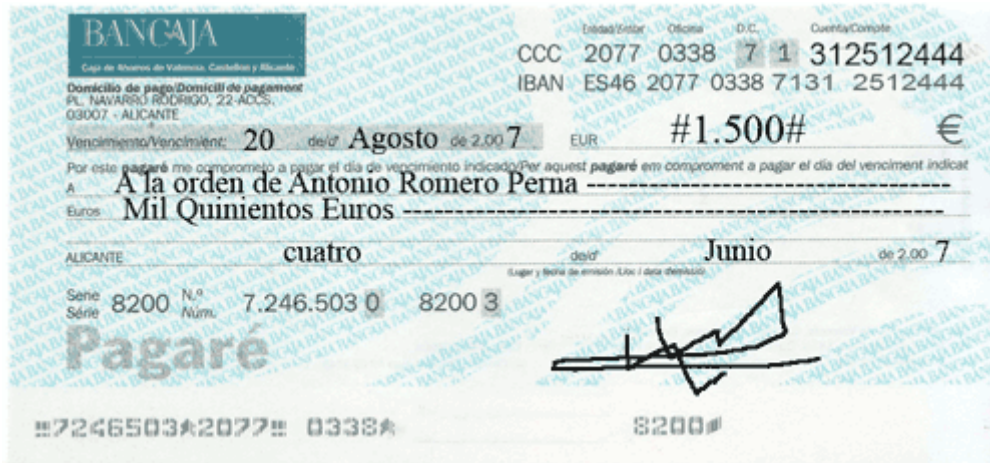 BANCAJA
Caja de Ahorros de Valencia, Castellón y Alicante
Entidad/Entitat Oficina D.C. Cuenta/Compte
CCC 2077 0338 7 1 312512444
IBAN ES46 2077 0338 7131 2512444
Domicilio de pago/Domicili de pagament
PL. NAVARRO RODRIGO, 22-ACCS.
03007 - ALICANTE
Vencimiento/Venciment: 20 de/d' Agosto de 2.00 7 EUR #1.500# €
Por este pagaré me comprometo a pagar el día de vencimiento indicado/Per aquest pagaré em compromet a pagar el día del venciment indicat
A A la orden de Antonio Romero Perna
Euros Mil Quinientos Euros
ALICANTE cuatro de/d' Junio de 2.00 7
(Lugar y fecha de emisión /Lloc i data d'emissió)
Serie Série 8200 N.º Núm. 7.246.503 0 8200 3
Pagaré
7246503 2077 0338 8200